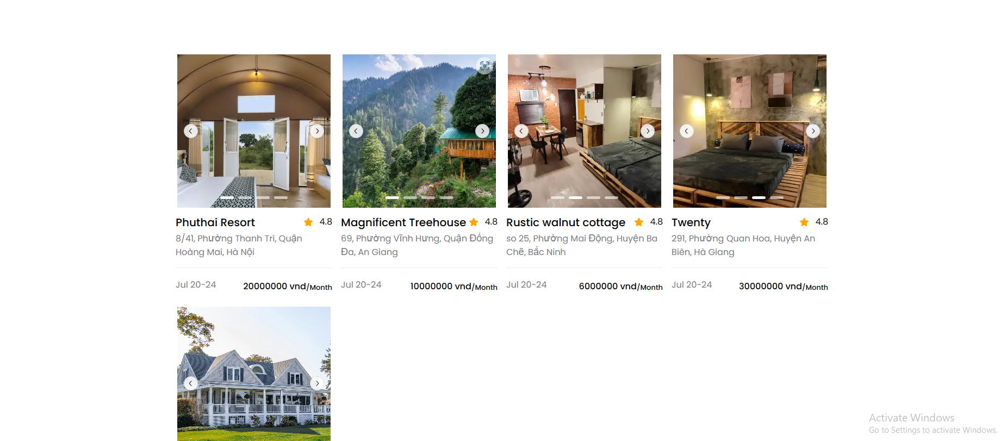 Phuthai Resort 4.8
8/41, Phường Thanh Trì, Quận
Hoàng Mai, Hà Nội
Jul 20-24 20000000 vnd/Month
Magnificent Treehouse 4.8
69, Phường Vĩnh Hưng, Quận Đống
Đa, An Giang
Jul 20-24 10000000 vnd/Month
Rustic walnut cottage 4.8
so 25, Phường Mai Động, Huyện Ba
Chẽ, Bắc Ninh
Jul 20-24 6000000 vnd/Month
Twenty 4.8
291, Phường Quan Hoa, Huyện An
Biên, Hà Giang
Jul 20-24 30000000 vnd/Month
Activate Windows
Go to Settings to activate Windows.